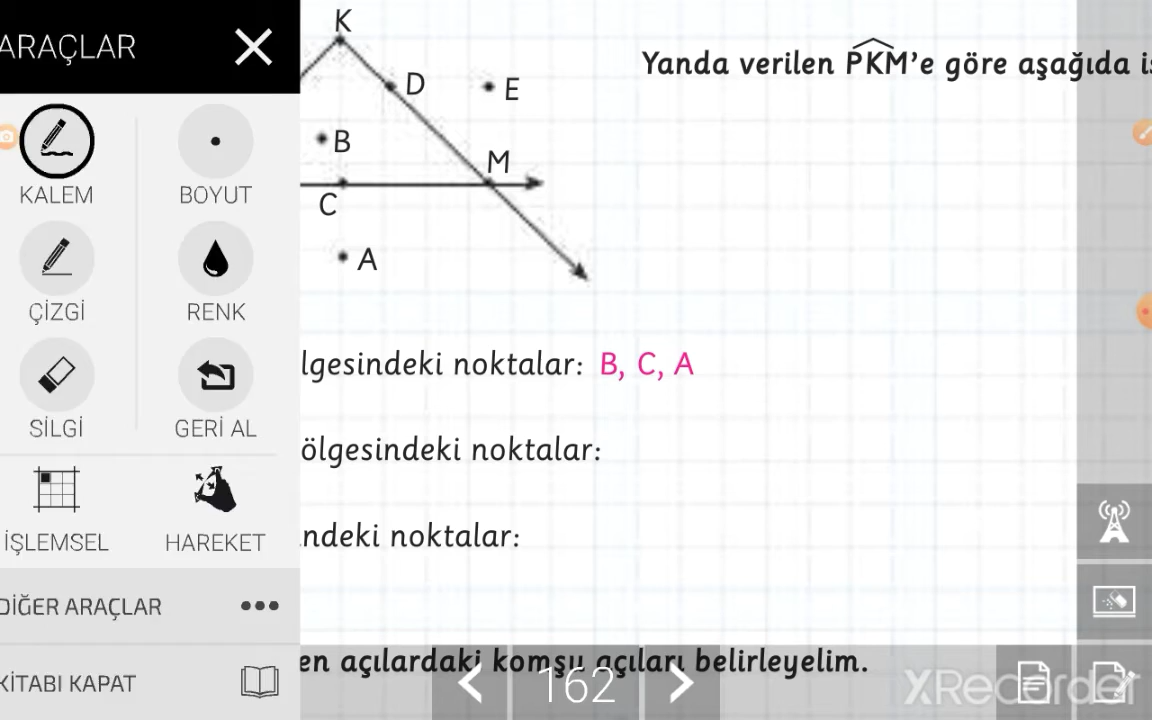 ARAÇLAR
KALEM
BOYUT
ÇİZGİ
RENK
SİLGİ
GERİ AL
İŞLEMSEL
HAREKET
DİĞER ARAÇLAR
KİTABI KAPAT
K
D
E
B
M
C
A
Yanda verilen PKM'e göre aşağıda is
lgesindeki noktalar: B, C, A
ölgesindeki noktalar:
ndeki noktalar:
en açılardaki komşu açıları belirleyelim.
162
XRecorder